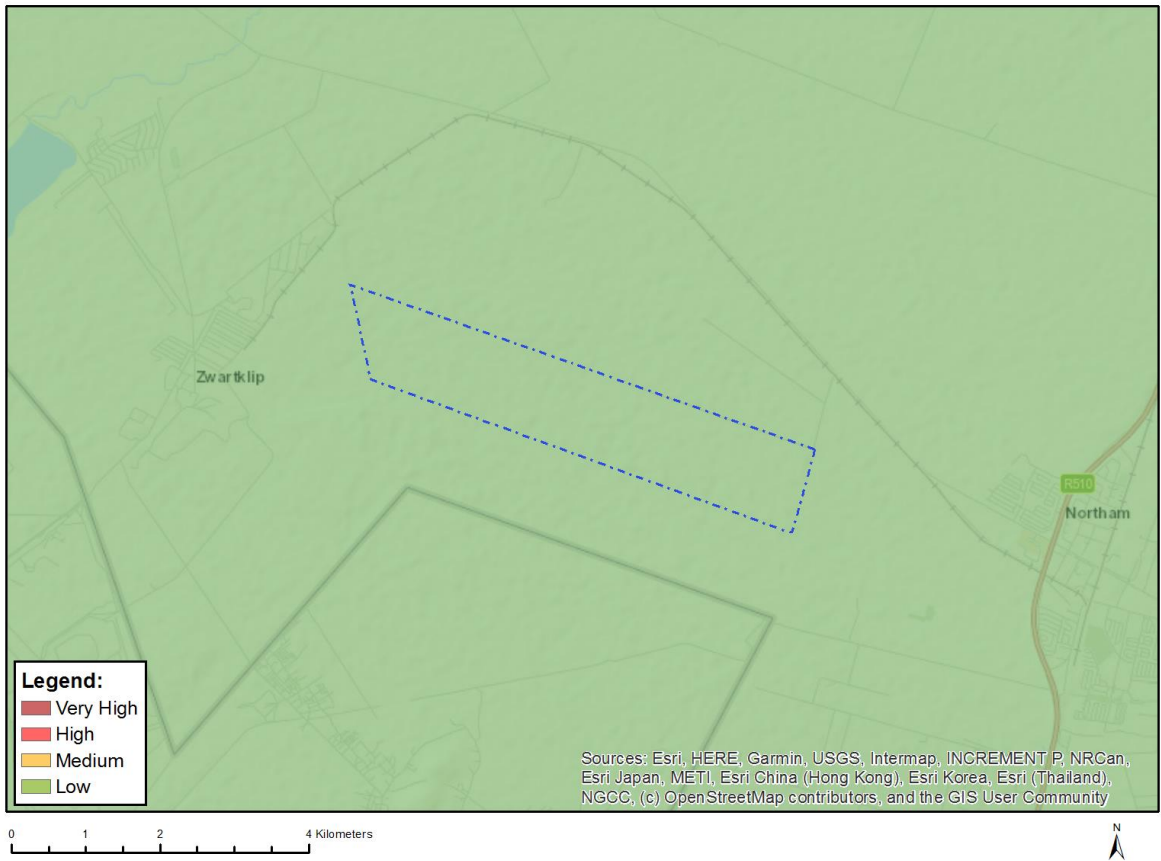 Zwartklip
R510
Northam
Legend:
Very High
High
Medium
Low
Sources: Esri, HERE, Garmin, USGS, Intermap, INCREMENT P, NRCan,
Esri Japan, METI, Esri China (Hong Kong), Esri Korea, Esri (Thailand),
NGCC, (c) OpenStreetMap contributors, and the GIS User Community
0 1 2 4 Kilometers
N